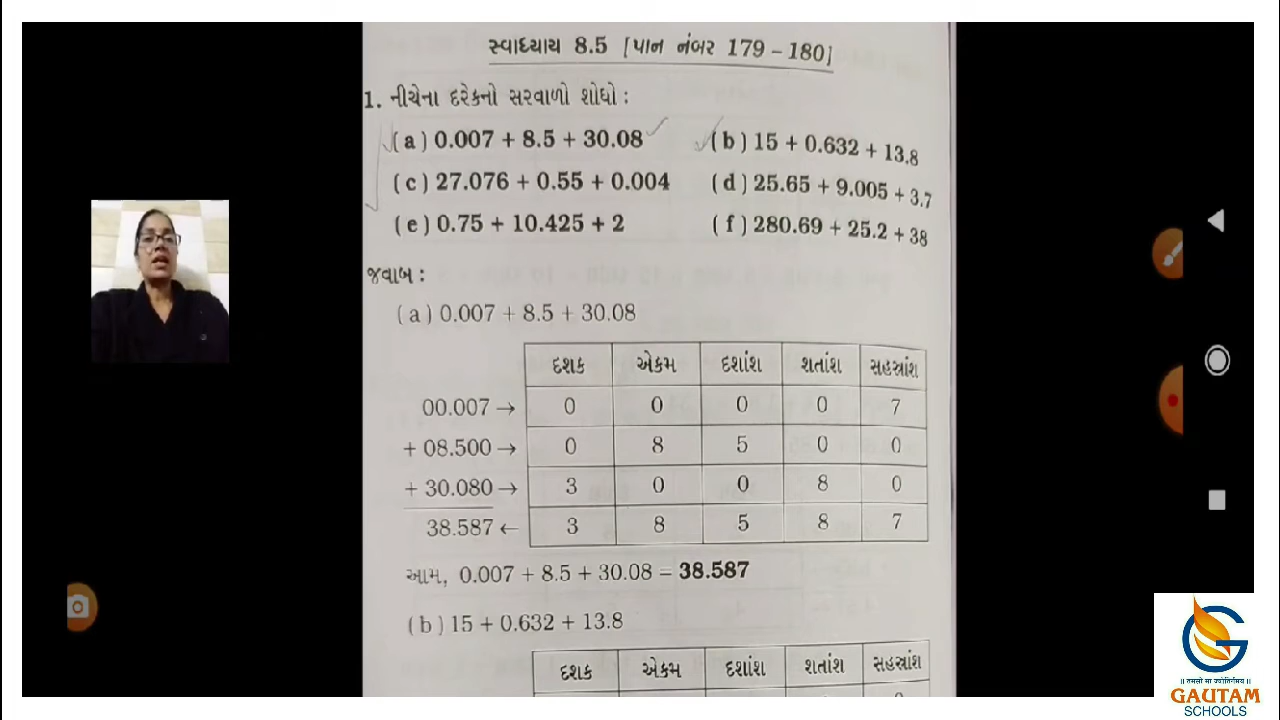 સ્વાધ્યાય 8.5 [પાન નંબર 179 – 180]
1. નીચેના દરેકનો સરવાળો શોધો :
(a) 0.007 + 8.5 + 30.08 (b) 15 + 0.632 + 13.8
(c) 27.076 + 0.55 + 0.004 (d) 25.65 + 9.005 + 3.7
(e) 0.75 + 10.425 + 2 (f) 280.69 + 25.2 + 38
જવાબ :
(a) 0.007 + 8.5 + 30.08
દશક એકમ દશાંશ શતાંશ સહસ્ત્રાંશ
00.007 → 0 0 0 0 7
+ 08.500 → 0 8 5 0 0
+ 30.080 → 3 0 0 8 0
38.587 ← 3 8 5 8 7
આમ, 0.007 + 8.5 + 30.08 = 38.587
(b) 15 + 0.632 + 13.8
દશક એકમ દશાંશ શતાંશ સહસ્ત્રાંશ
|| तमसो मा ज्योतिर्गमय ||
GAUTAM
SCHOOLS